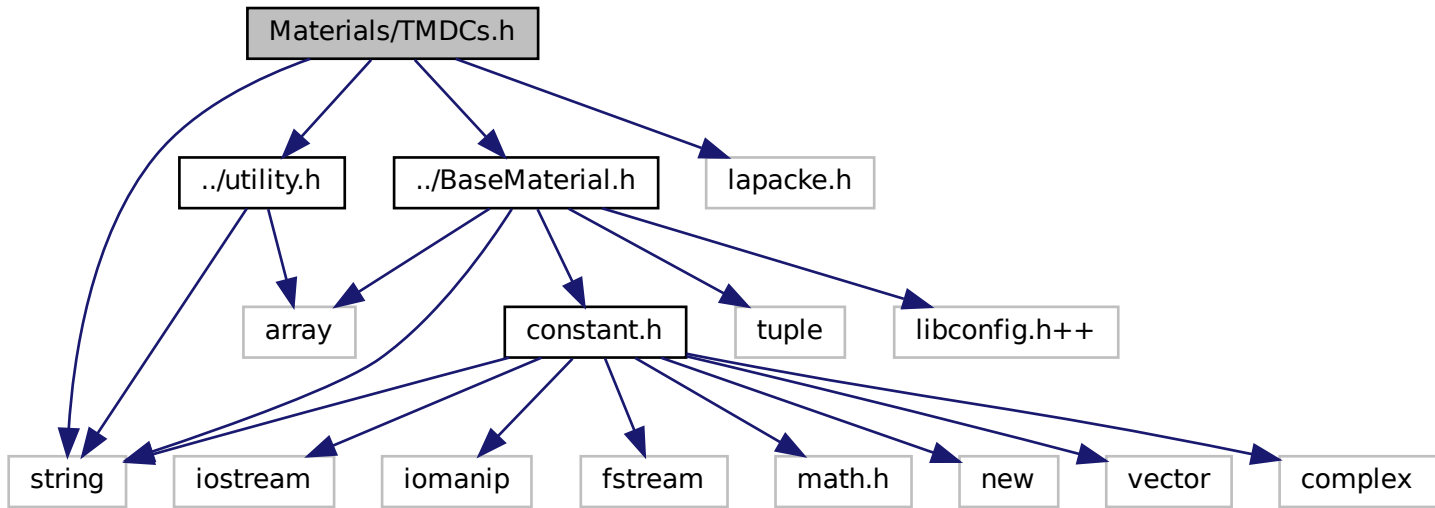 Materials/TMDCs.h
../utility.h
../BaseMaterial.h
lapacke.h
array
constant.h
tuple
libconfig.h++
string
iostream
iomanip
fstream
math.h
new
vector
complex